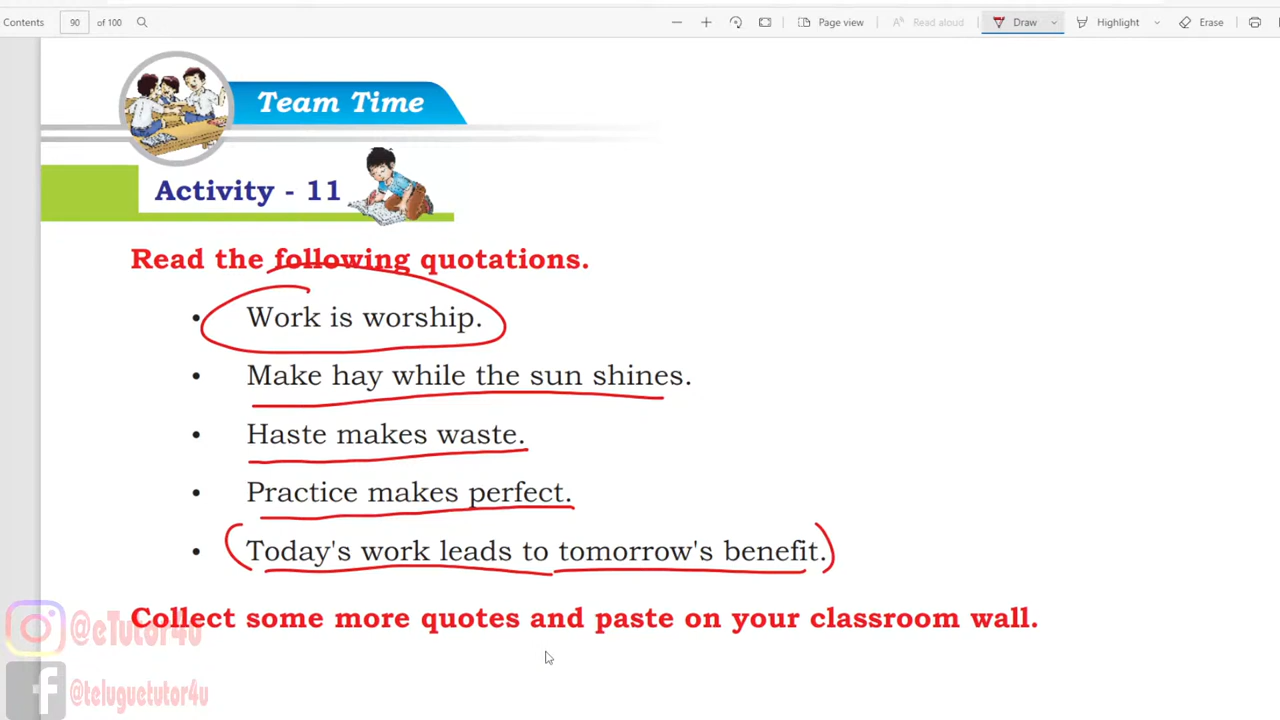 Contents 90 of 100 Page view Read aloud Draw Highlight Erase
Team Time
Activity - 11
Read the following quotations.
• Work is worship.
• Make hay while the sun shines.
• Haste makes waste.
• Practice makes perfect.
• Today's work leads to tomorrow's benefit.
Collect some more quotes and paste on your classroom wall.
@eTutor4u
@telugutetor4u